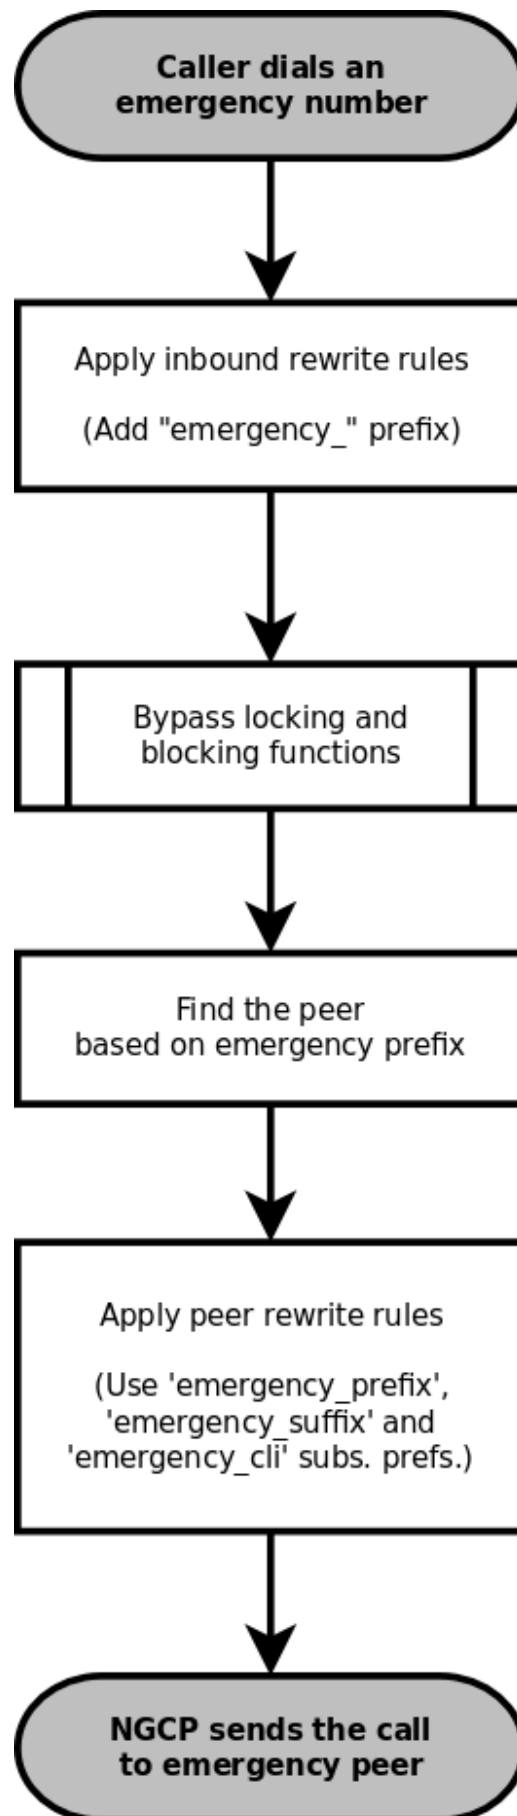 Caller dials an
emergency number
Apply inbound rewrite rules
(Add "emergency_" prefix)
Bypass locking and
blocking functions
Find the peer
based on emergency prefix
Apply peer rewrite rules
(Use 'emergency_prefix',
'emergency_suffix' and
'emergency_cli' subs. prefs.)
NGCP sends the call
to emergency peer